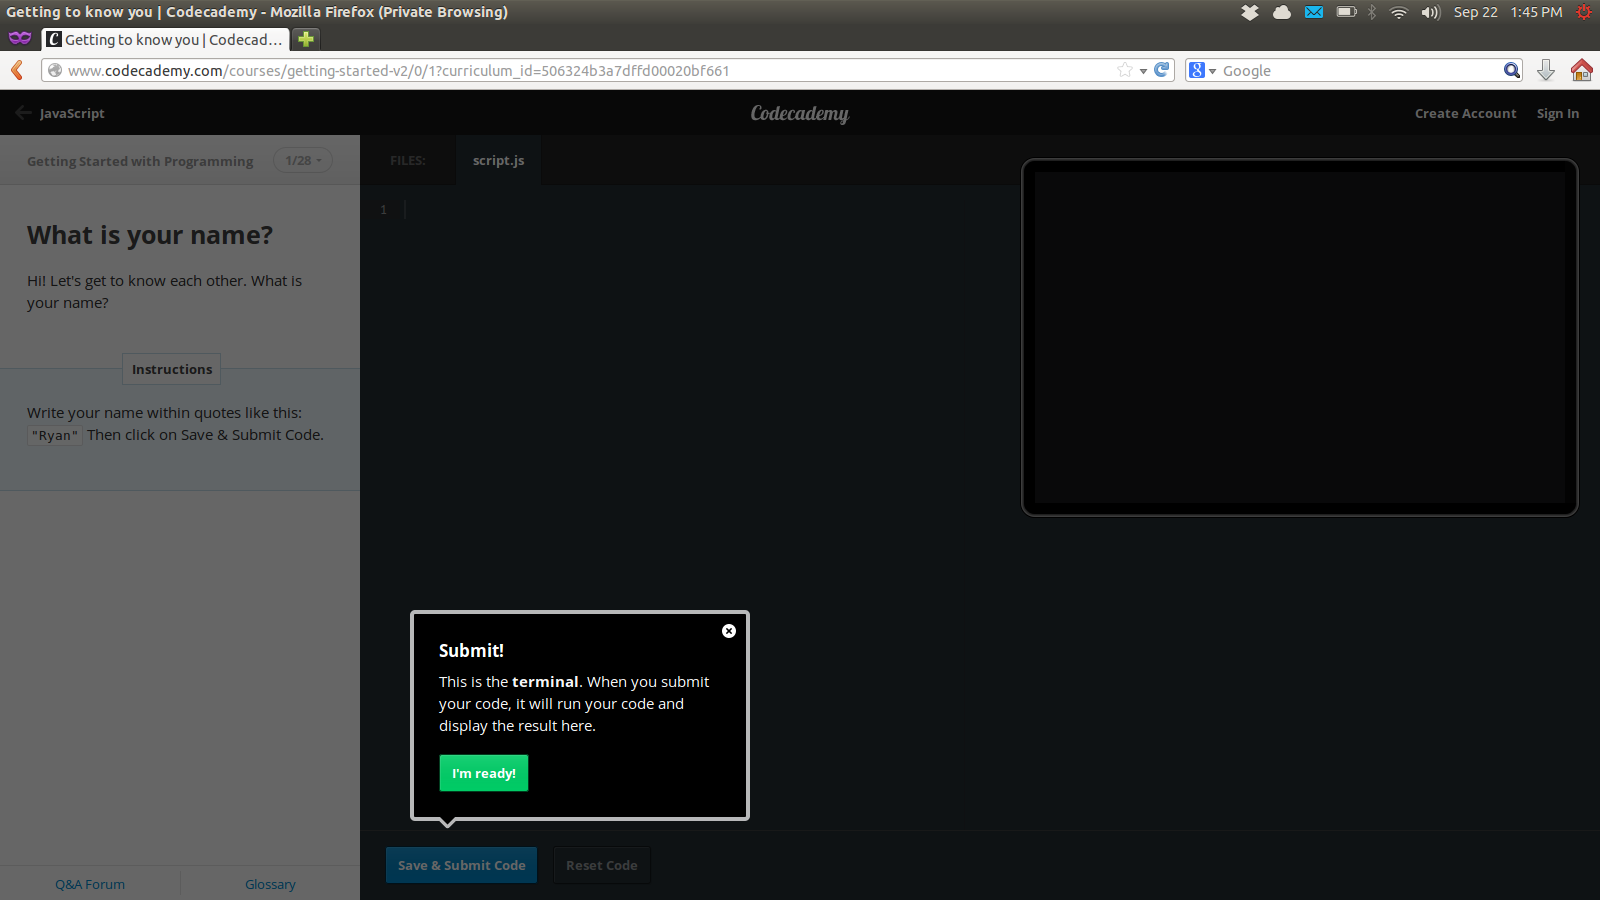 Getting to know you | Codecademy - Mozilla Firefox (Private Browsing)
Sep 22 1:45 PM
Getting to know you | Codecad...
www.codecademy.com/courses/getting-started-v2/0/1?curriculum_id=506324b3a7dffd00020bf661
Google
JavaScript
Codecademy
Create Account Sign In
Getting Started with Programming 1/28
FILES: script.js
1
What is your name?
Hi! Let's get to know each other. What is
your name?
Instructions
Write your name within quotes like this:
"Ryan" Then click on Save & Submit Code.
Submit!
This is the terminal. When you submit
your code, it will run your code and
display the result here.
I'm ready!
Save & Submit Code Reset Code
Q&A Forum Glossary